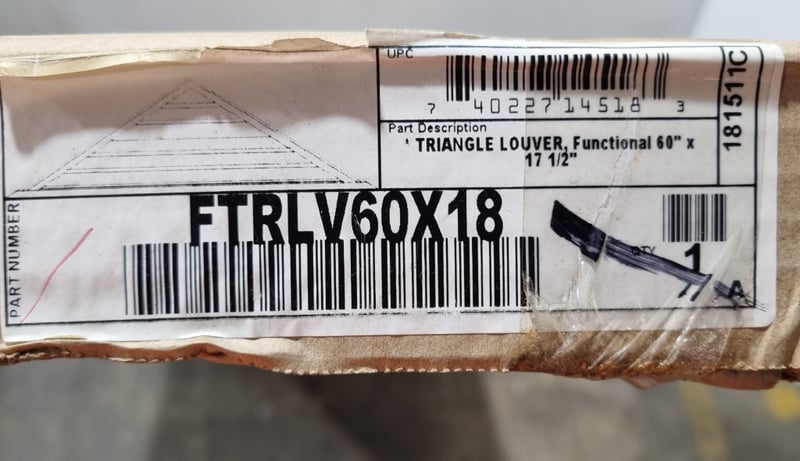 UPC
7 40227 14518 3
181511C
Part Description
* TRIANGLE LOUVER, Functional 60" x
17 1/2"
PART NUMBER
FTRLV60X18
QTY
1
A